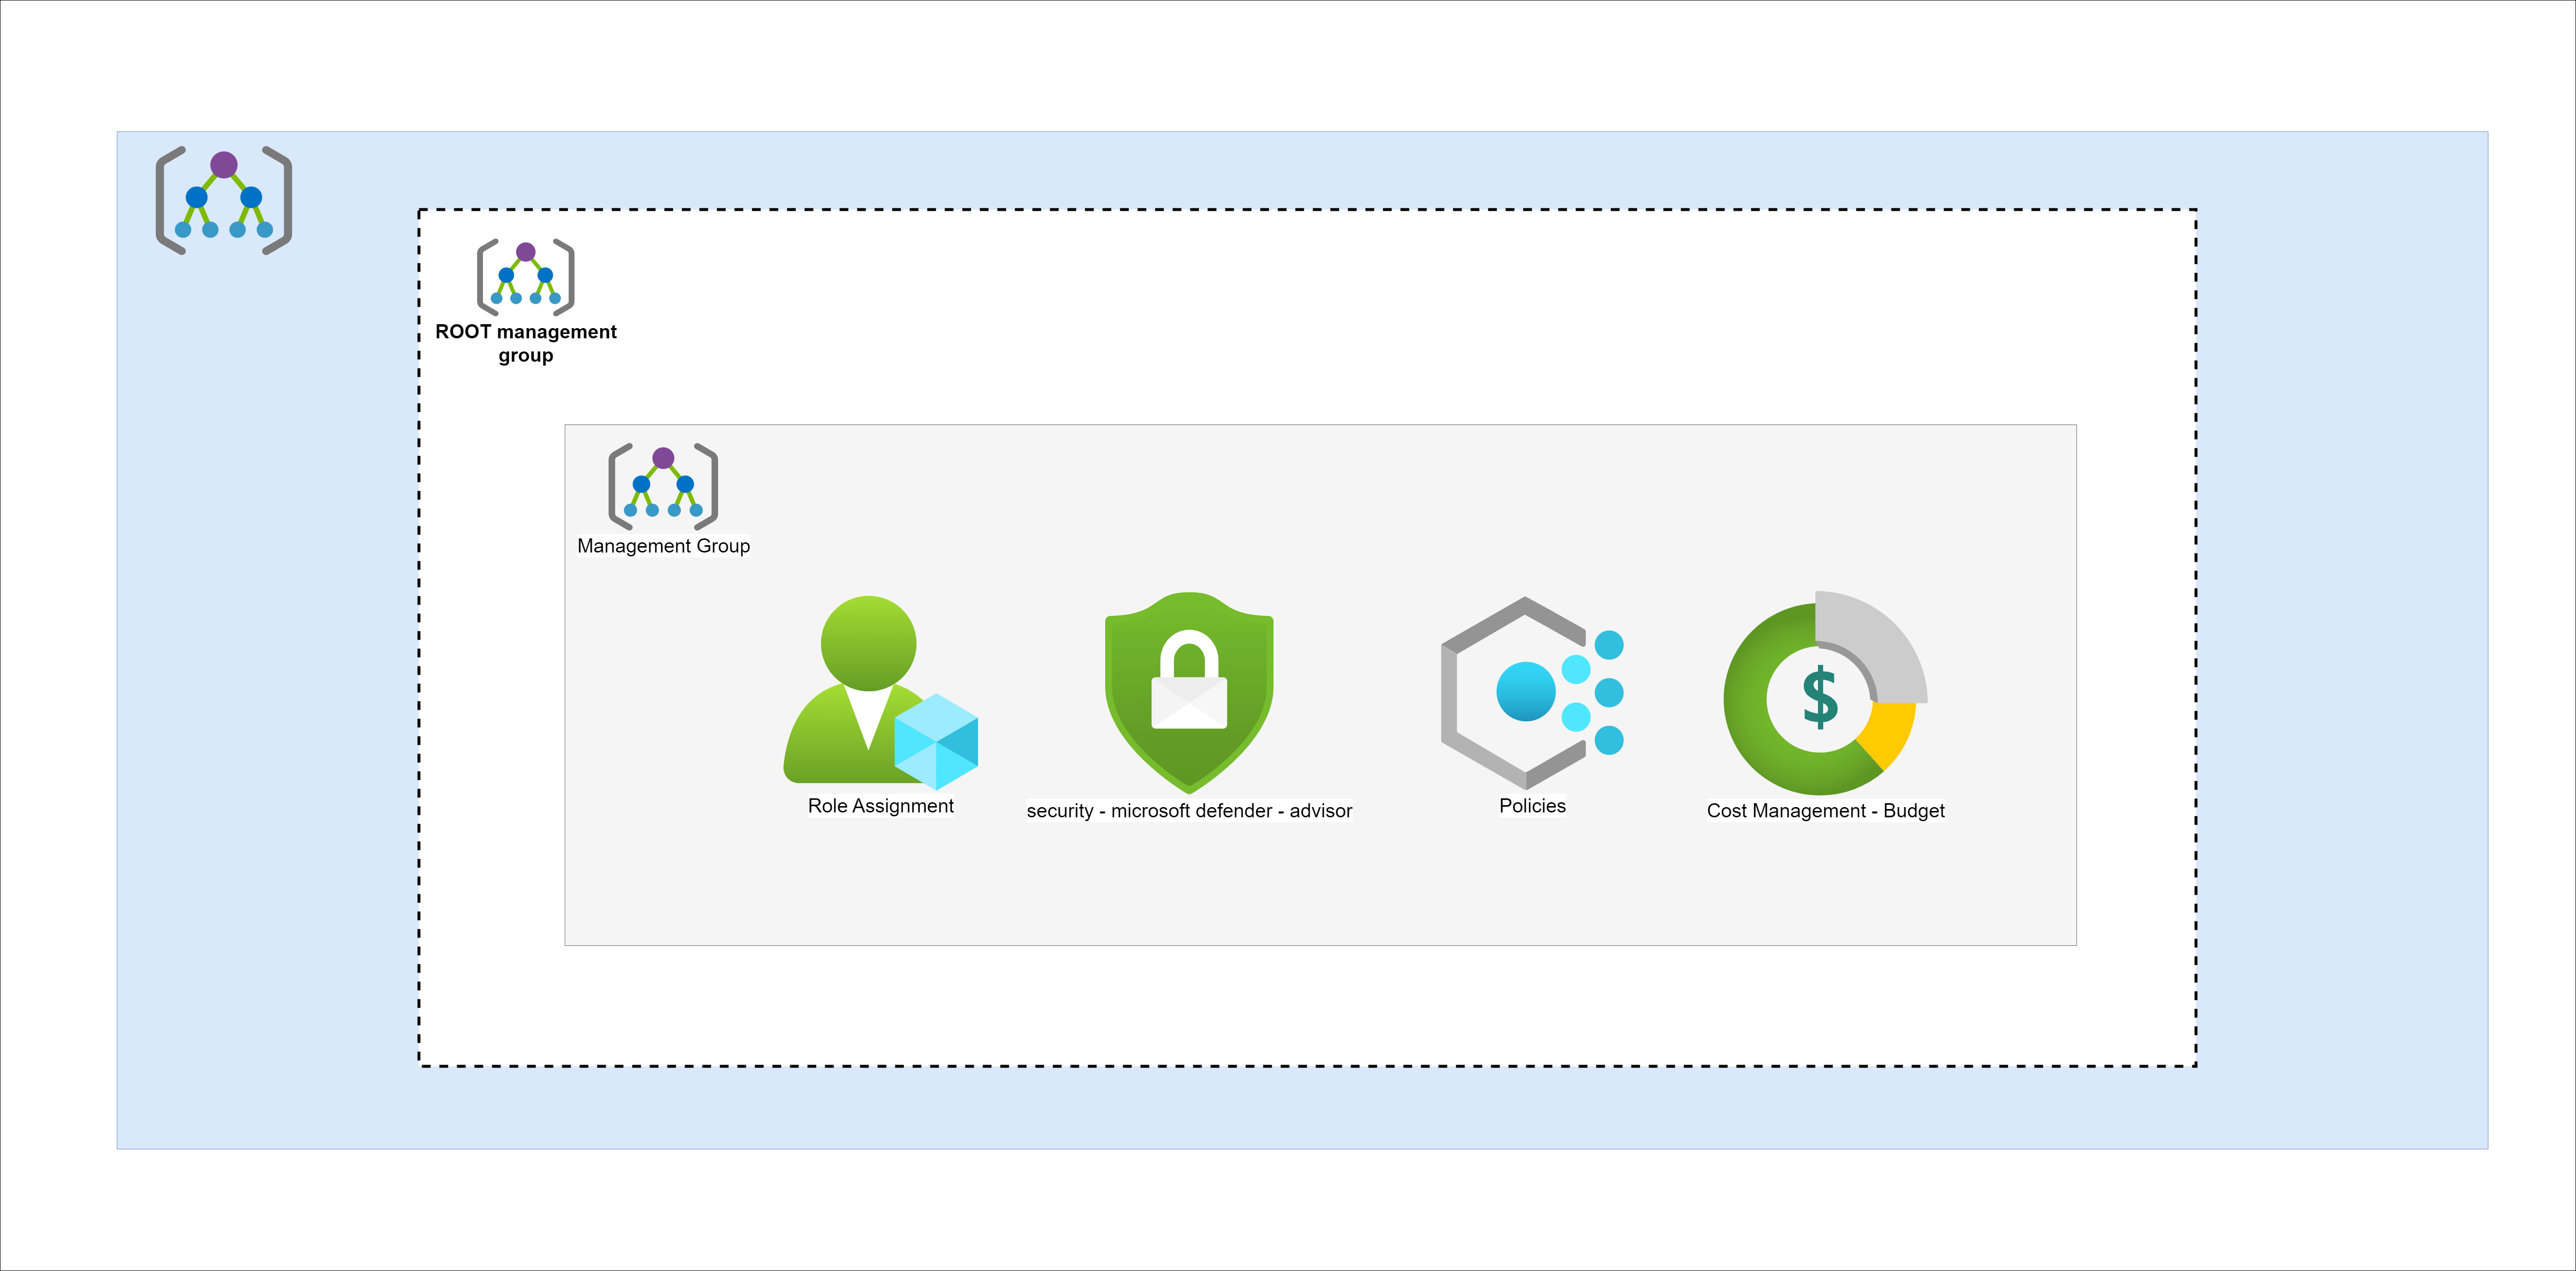 ROOT management
group
Management Group
Role Assignment
security - microsoft defender - advisor
Policies
$
Cost Management - Budget